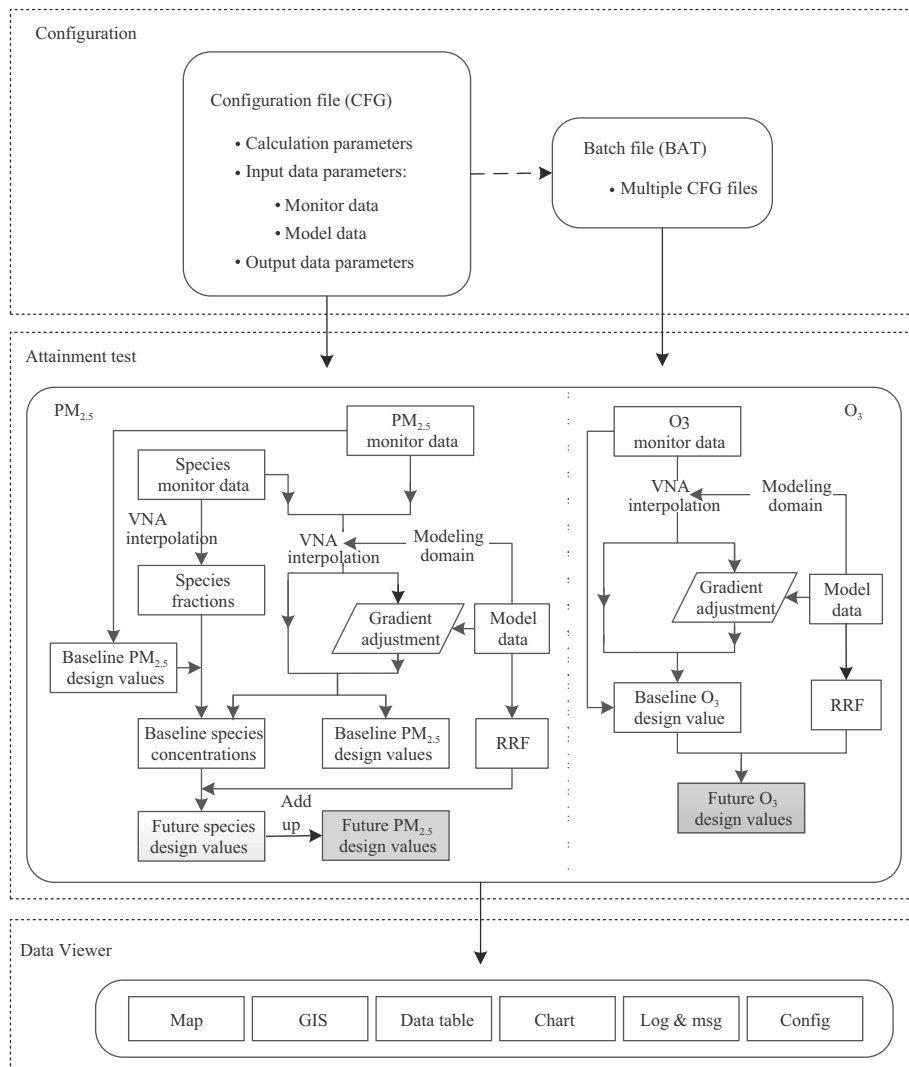 Configuration
Configuration file (CFG)
• Calculation parameters
• Input data parameters:
• Monitor data
• Model data
• Output data parameters
Batch file (BAT)
• Multiple CFG files
Attainment test
PM2.5
PM2.5
monitor data
Species
monitor data
VNA
interpolation
VNA
interpolation
Modeling
domain
Species
fractions
Gradient
adjustment
Model
data
Baseline PM2.5
design values
Baseline species
concentrations
Baseline PM2.5
design values
RRF
Future species
design values
Add
up
Future PM2.5
design values
O3
O3
monitor data
VNA
interpolation
Modeling
domain
Gradient
adjustment
Model
data
Baseline O3
design value
RRF
Future O3
design values
Data Viewer
Map
GIS
Data table
Chart
Log & msg
Config